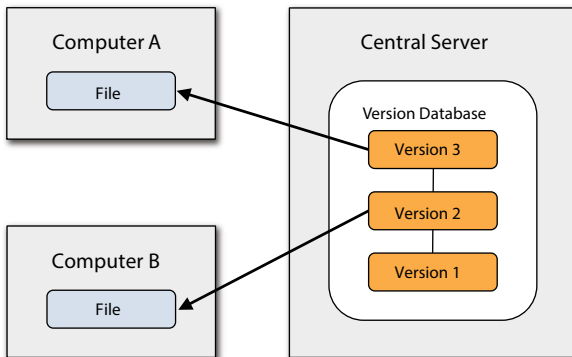 Computer A
File
Central Server
Version Database
Version 3
Version 2
Version 1
Computer B
File